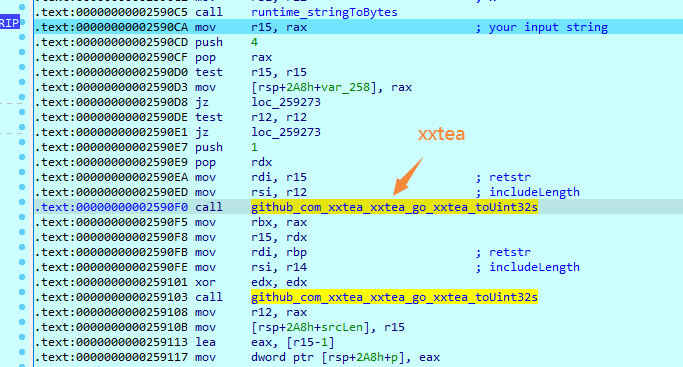 .text:00000000002590C5 call runtime_stringToBytes
RIP .text:00000000002590CA mov r15, rax ; your input string
.text:00000000002590CD push 4
.text:00000000002590CF pop rax
.text:00000000002590D0 test r15, r15
.text:00000000002590D3 mov [rsp+2A8h+var_258], rax
.text:00000000002590D8 jz loc_259273
.text:00000000002590DE test r12, r12
.text:00000000002590E1 jz loc_259273
xxtea
.text:00000000002590E7 push 1
.text:00000000002590E9 pop rdx
.text:00000000002590EA mov rdi, r15 ; retstr
.text:00000000002590ED mov rsi, r12 ; includeLength
.text:00000000002590F0 call github_com_xxtea_xxtea_go_xxtea_toUint32s
.text:00000000002590F5 mov rbx, rax
.text:00000000002590F8 mov r15, rdx
.text:00000000002590FB mov rdi, rbp ; retstr
.text:00000000002590FE mov rsi, r14 ; includeLength
.text:0000000000259101 xor edx, edx
.text:0000000000259103 call github_com_xxtea_xxtea_go_xxtea_toUint32s
.text:0000000000259108 mov r12, rax
.text:000000000025910B mov [rsp+2A8h+srcLen], r15
.text:0000000000259113 lea eax, [r15-1]
.text:0000000000259117 mov dword ptr [rsp+2A8h+p], eax